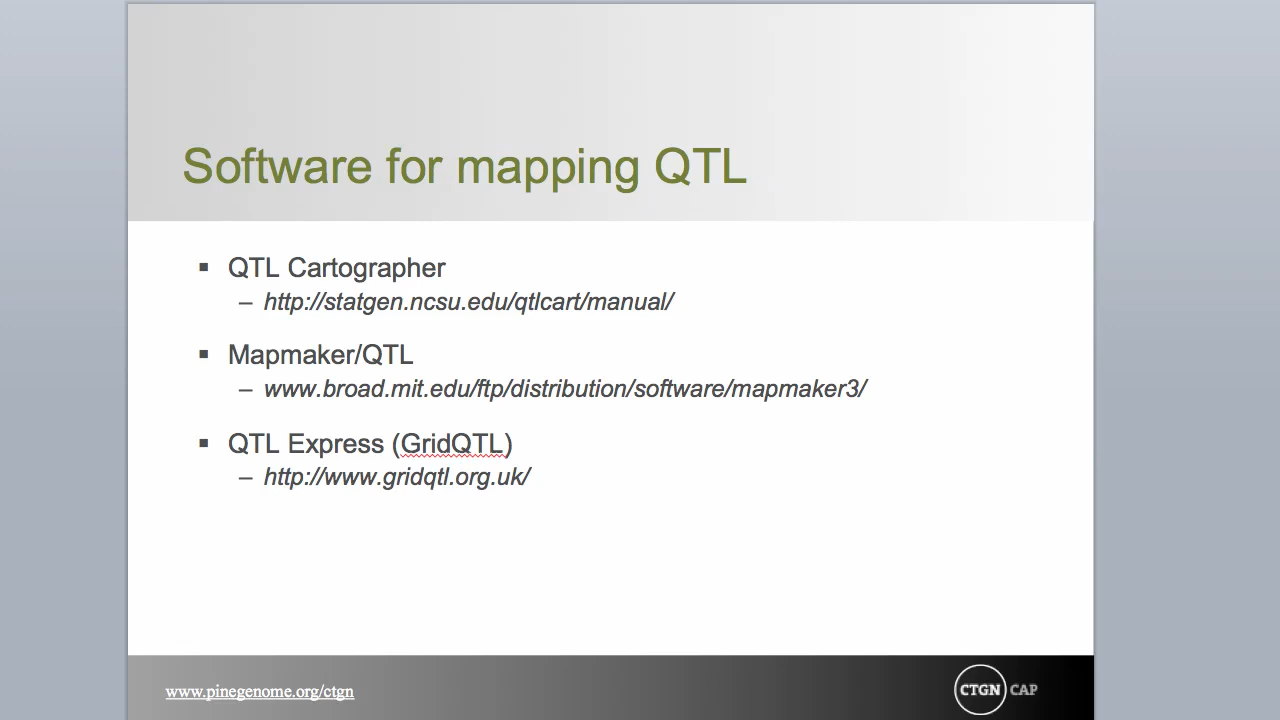 Software for mapping QTL
▪ QTL Cartographer
– http://statgen.ncsu.edu/qtlcart/manual/
▪ Mapmaker/QTL
– www.broad.mit.edu/ftp/distribution/software/mapmaker3/
▪ QTL Express (GridQTL)
– http://www.gridqtl.org.uk/
www.pinegenome.org/ctgn
CTGN CAP